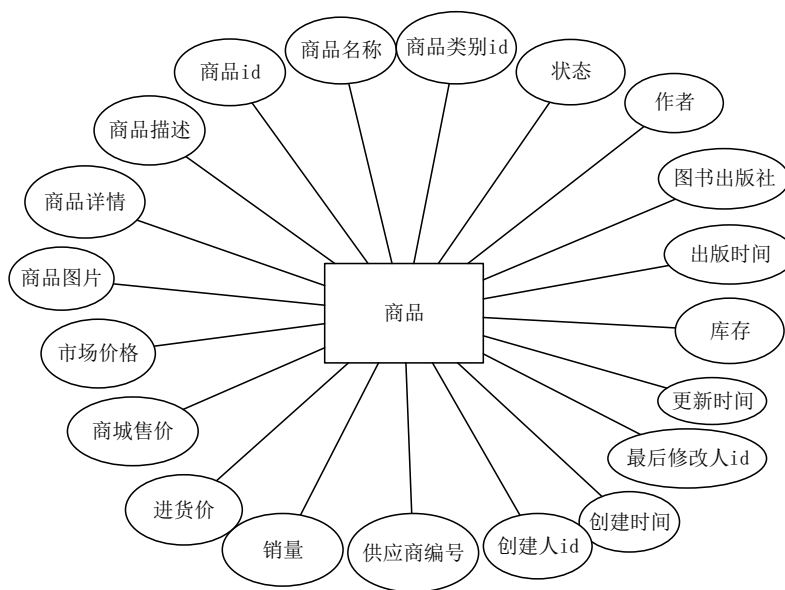 商品名称
商品类别id
商品id
状态
作者
商品描述
图书出版社
商品详情
出版时间
商品图片
商品
库存
市场价格
更新时间
商城售价
最后修改人id
进货价
创建时间
销量
供应商编号
创建人id